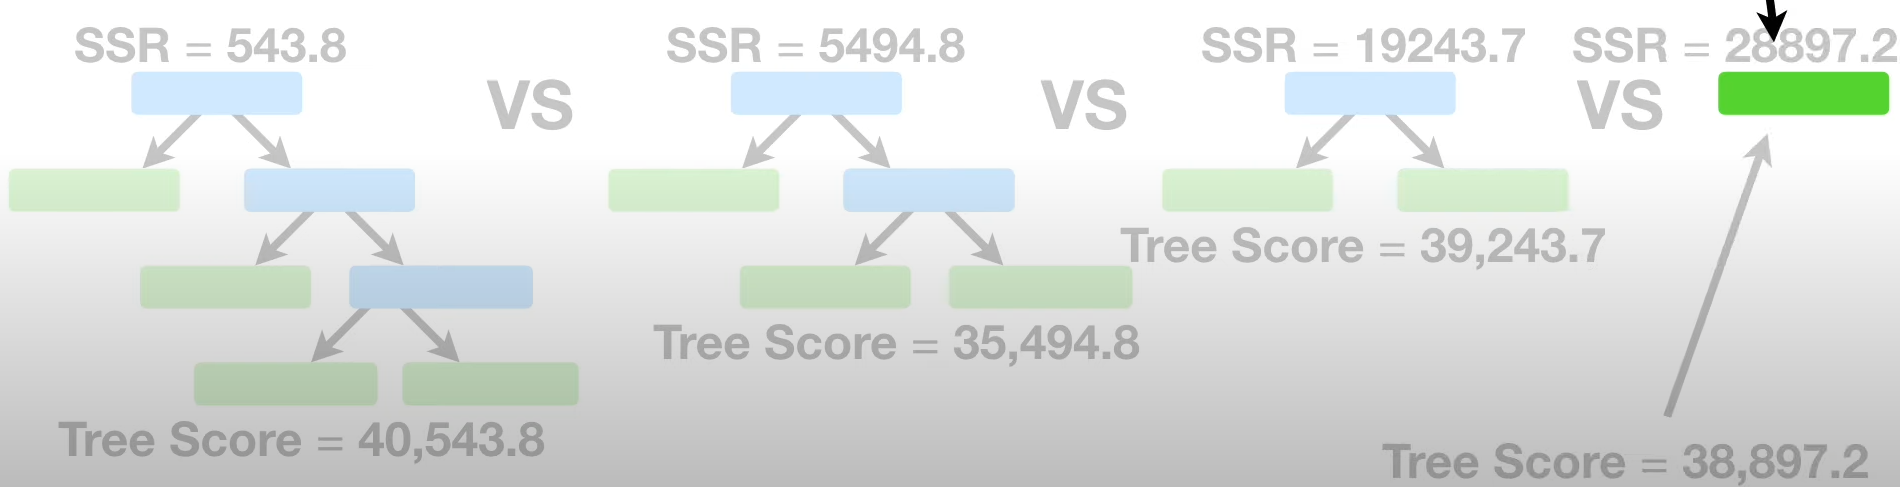 SSR = 543.8
SSR = 5494.8
SSR = 19243.7
SSR = 28897.2
VS
VS
VS
Tree Score = 39,243.7
Tree Score = 35,494.8
Tree Score = 40,543.8
Tree Score = 38,897.2